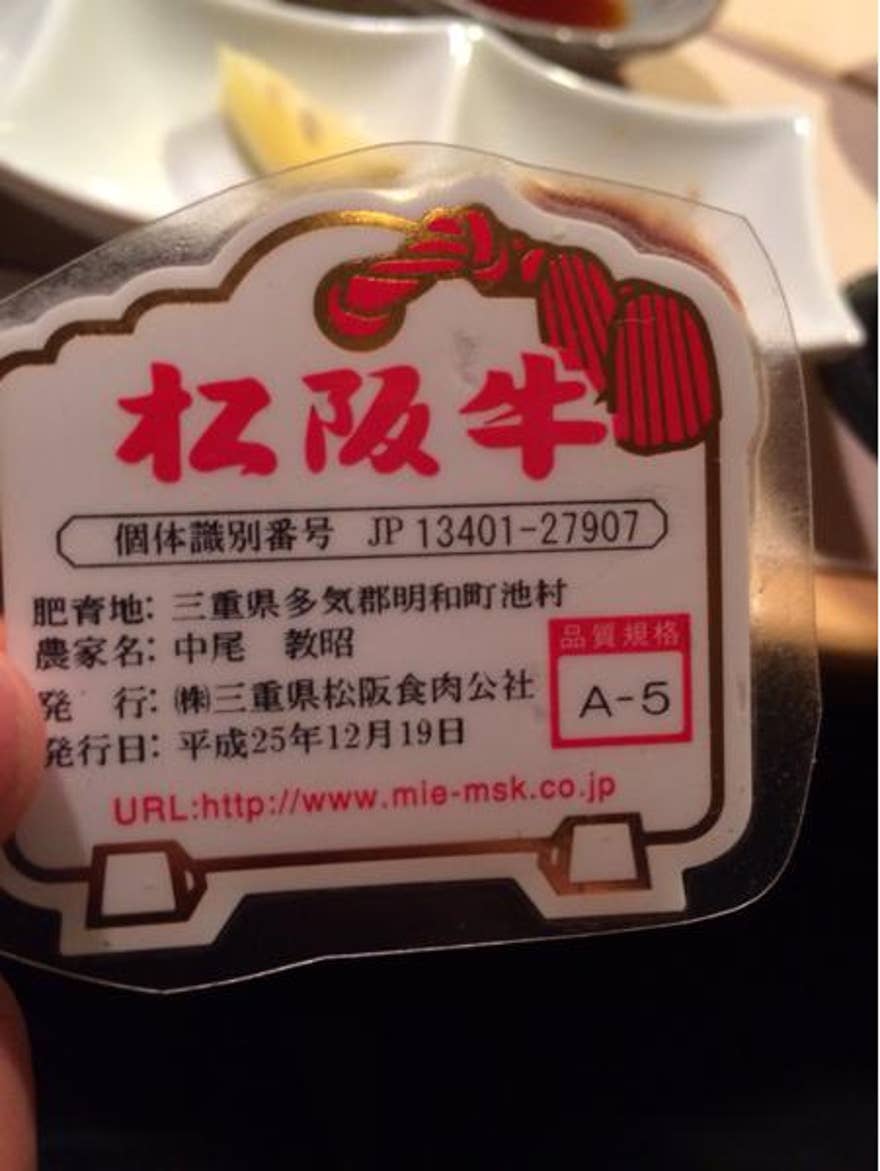 松阪牛
個体識別番号 JP 13401-27907
肥育地: 三重県多気郡明和町池村
農家名: 中尾 教昭
品質規格
A-5
発 行: ㈱三重県松阪食肉公社
発行日: 平成25年12月19日
URL:http://www.mie-msk.co.jp